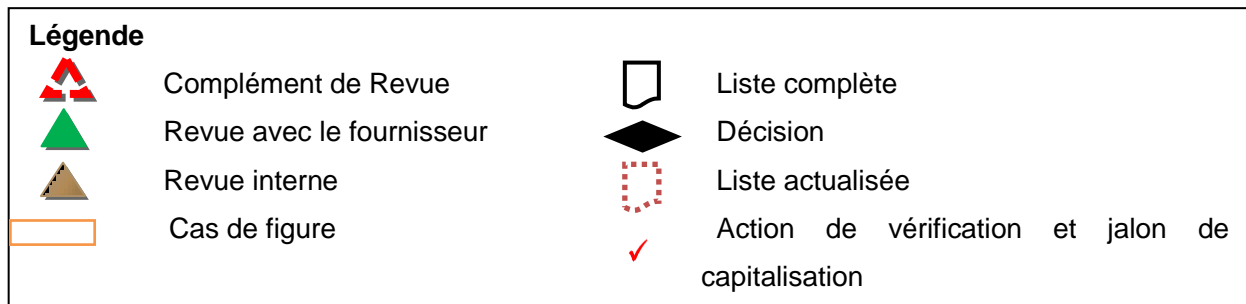 Légende
Complément de Revue
Liste complète
Revue avec le fournisseur
Décision
Revue interne
Liste actualisée
Cas de figure
Action de vérification et jalon de
capitalisation